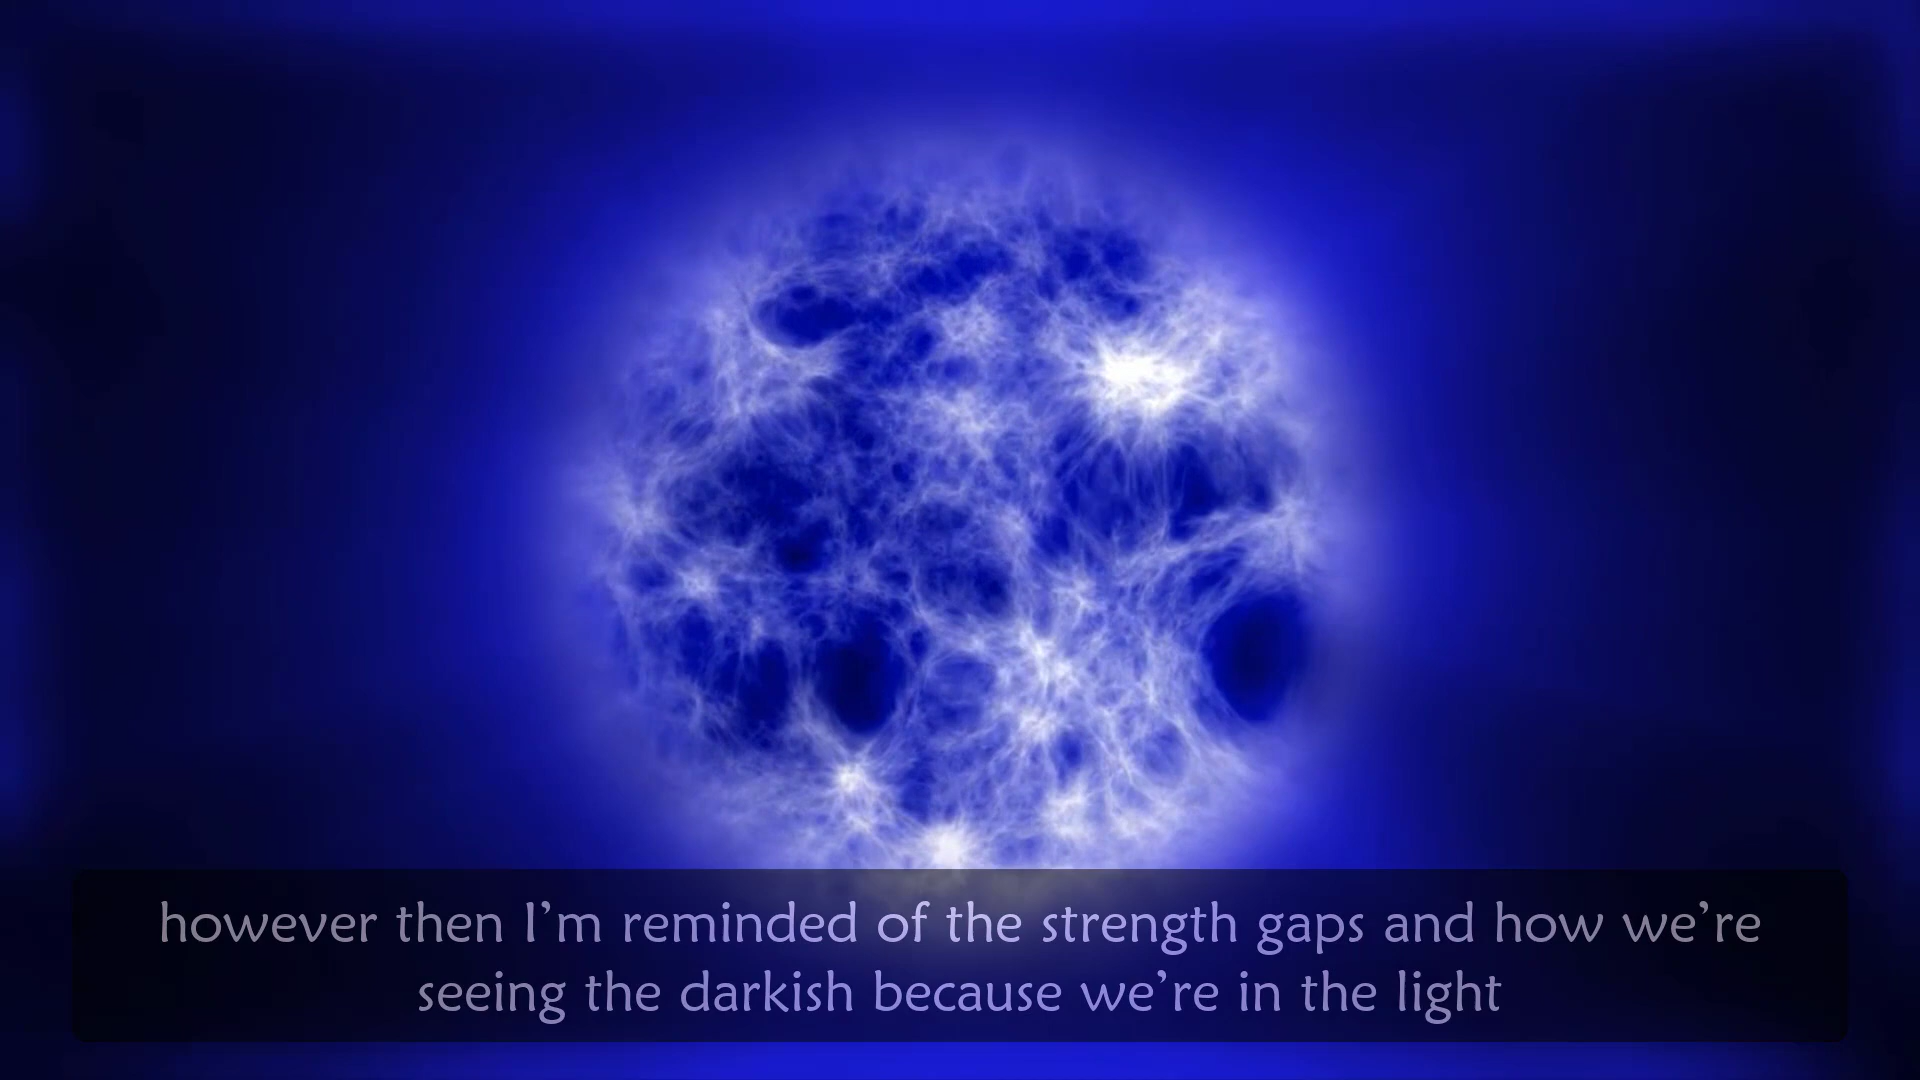 however then I’m reminded of the strength gaps and how we’re
seeing the darkish because we’re in the light